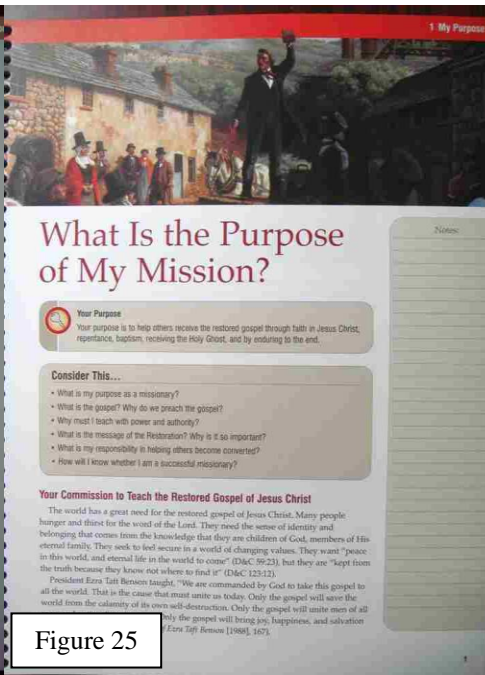 1 My Purpose
What Is the Purpose
of My Mission?
Notes:
Your Purpose
Your purpose is to help others receive the restored gospel through faith in Jesus Christ,
repentance, baptism, receiving the Holy Ghost, and by enduring to the end.
Consider This…
• What is my purpose as a missionary?
• What is the gospel? Why do we preach the gospel?
• Why must I teach with power and authority?
• What is the message of the Restoration? Why is it so important?
• What is my responsibility in helping others become converted?
• How will I know whether I am a successful missionary?
Your Commission to Teach the Restored Gospel of Jesus Christ
The world has a great need for the restored gospel of Jesus Christ. Many people
hunger and thirst for the word of the Lord. They need the sense of identity and
belonging that comes from the knowledge that they are children of God, members of His
eternal family. They seek to feel secure in a world of changing values. They want “peace
in this world, and eternal life in the world to come” (D&C 59:23), but they are “kept from
the truth because they know not where to find it” (D&C 123:12).
President Ezra Taft Benson taught, “We are commanded by God to take this gospel to
all the world. That is the cause that must unite us today. Only the gospel will save the
world from the calamity of its own self-destruction. Only the gospel will unite men of all
Only the gospel will bring joy, happiness, and salvation
of Ezra Taft Benson [1988], 167).
Figure 25